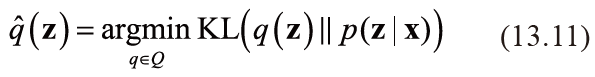 q̂(z) = argmin KL(q(z) || p(z | x)) (13.11)
q∈Q